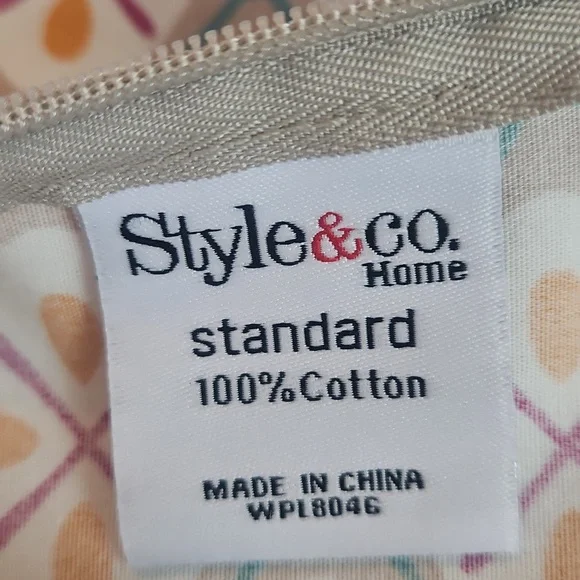 Style&co.
Home
standard
100%Cotton
MADE IN CHINA
WPL8046